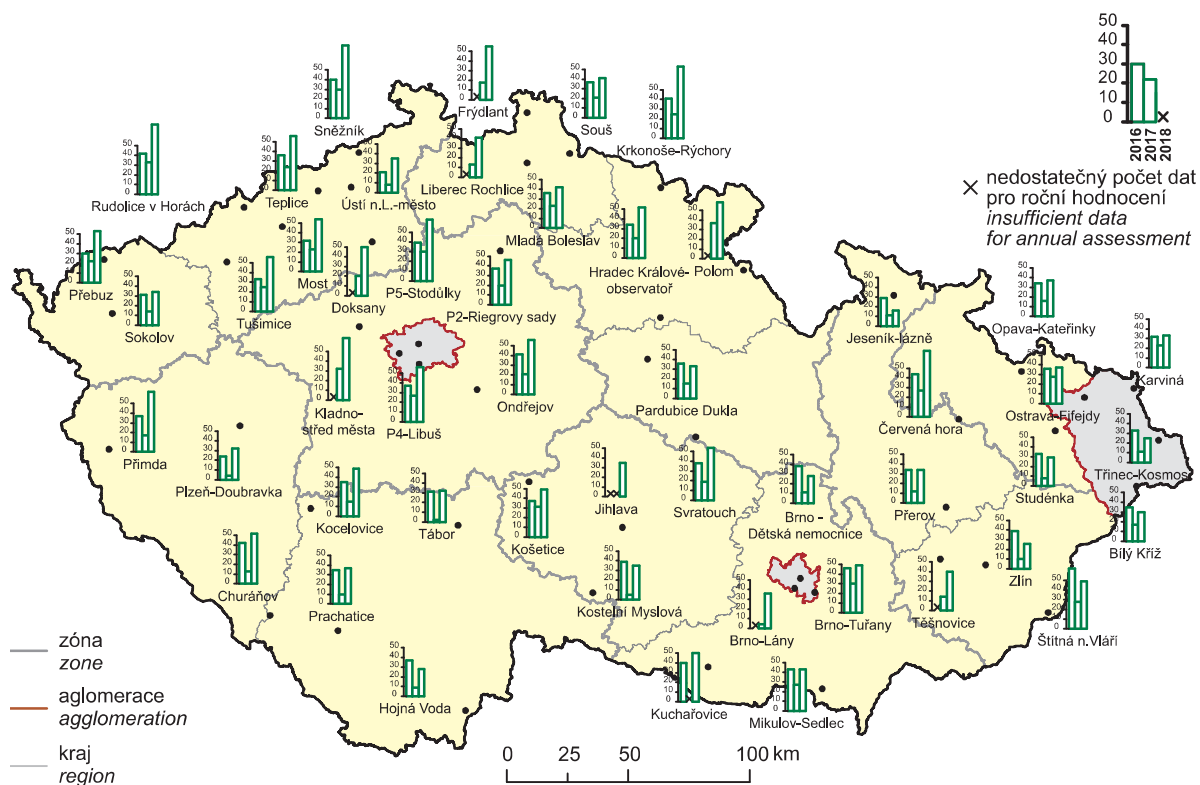 50
40
30
20
10
0
2016
2017
2018
× nedostatečný počet dat
pro roční hodnocení
insufficient data
for annual assessment
Sněžník
Frýdlant
Souš
Krkonoše-Rýchory
Rudolice v Horách
Teplice
Ústí n.L.-město
Liberec Rochlice
Mladá Boleslav
Hradec Králové-
observatoř
Polom
Přebuz
Sokolov
Tušimice
Most
Doksany
P5-Stodůlky
P2-Riegrovy sady
Jeseník-lázně
Opava-Kateřinky
Karviná
Kladno-
střed města
P4-Libuš
Ondřejov
Pardubice Dukla
Červená hora
Ostrava-Fifejdy
Třinec-Kosmos
Přimda
Plzeň-Doubravka
Kocelovice
Tábor
Košetice
Jihlava
Svratouch
Brno -
Dětská nemocnice
Přerov
Studénka
Bílý Kříž
Churáňov
Prachatice
Kostelní Myslová
Brno-Lány
Brno-Tuřany
Těšnovice
Zlín
Štítná n.Vláří
Hojná Voda
Kuchařovice
Mikulov-Sedlec
zóna
zone
aglomerace
agglomeration
kraj
region
0 25 50 100 km